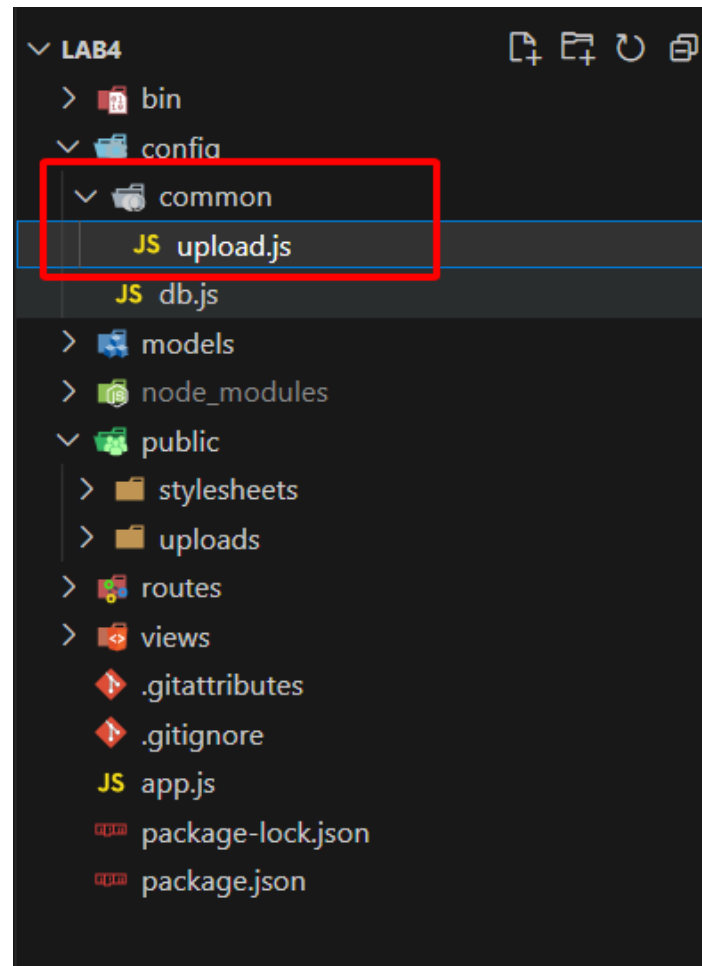 LAB4
bin
config
common
JS upload.js
JS db.js
models
node_modules
public
stylesheets
uploads
routes
views
.gitattributes
.gitignore
JS app.js
package-lock.json
package.json